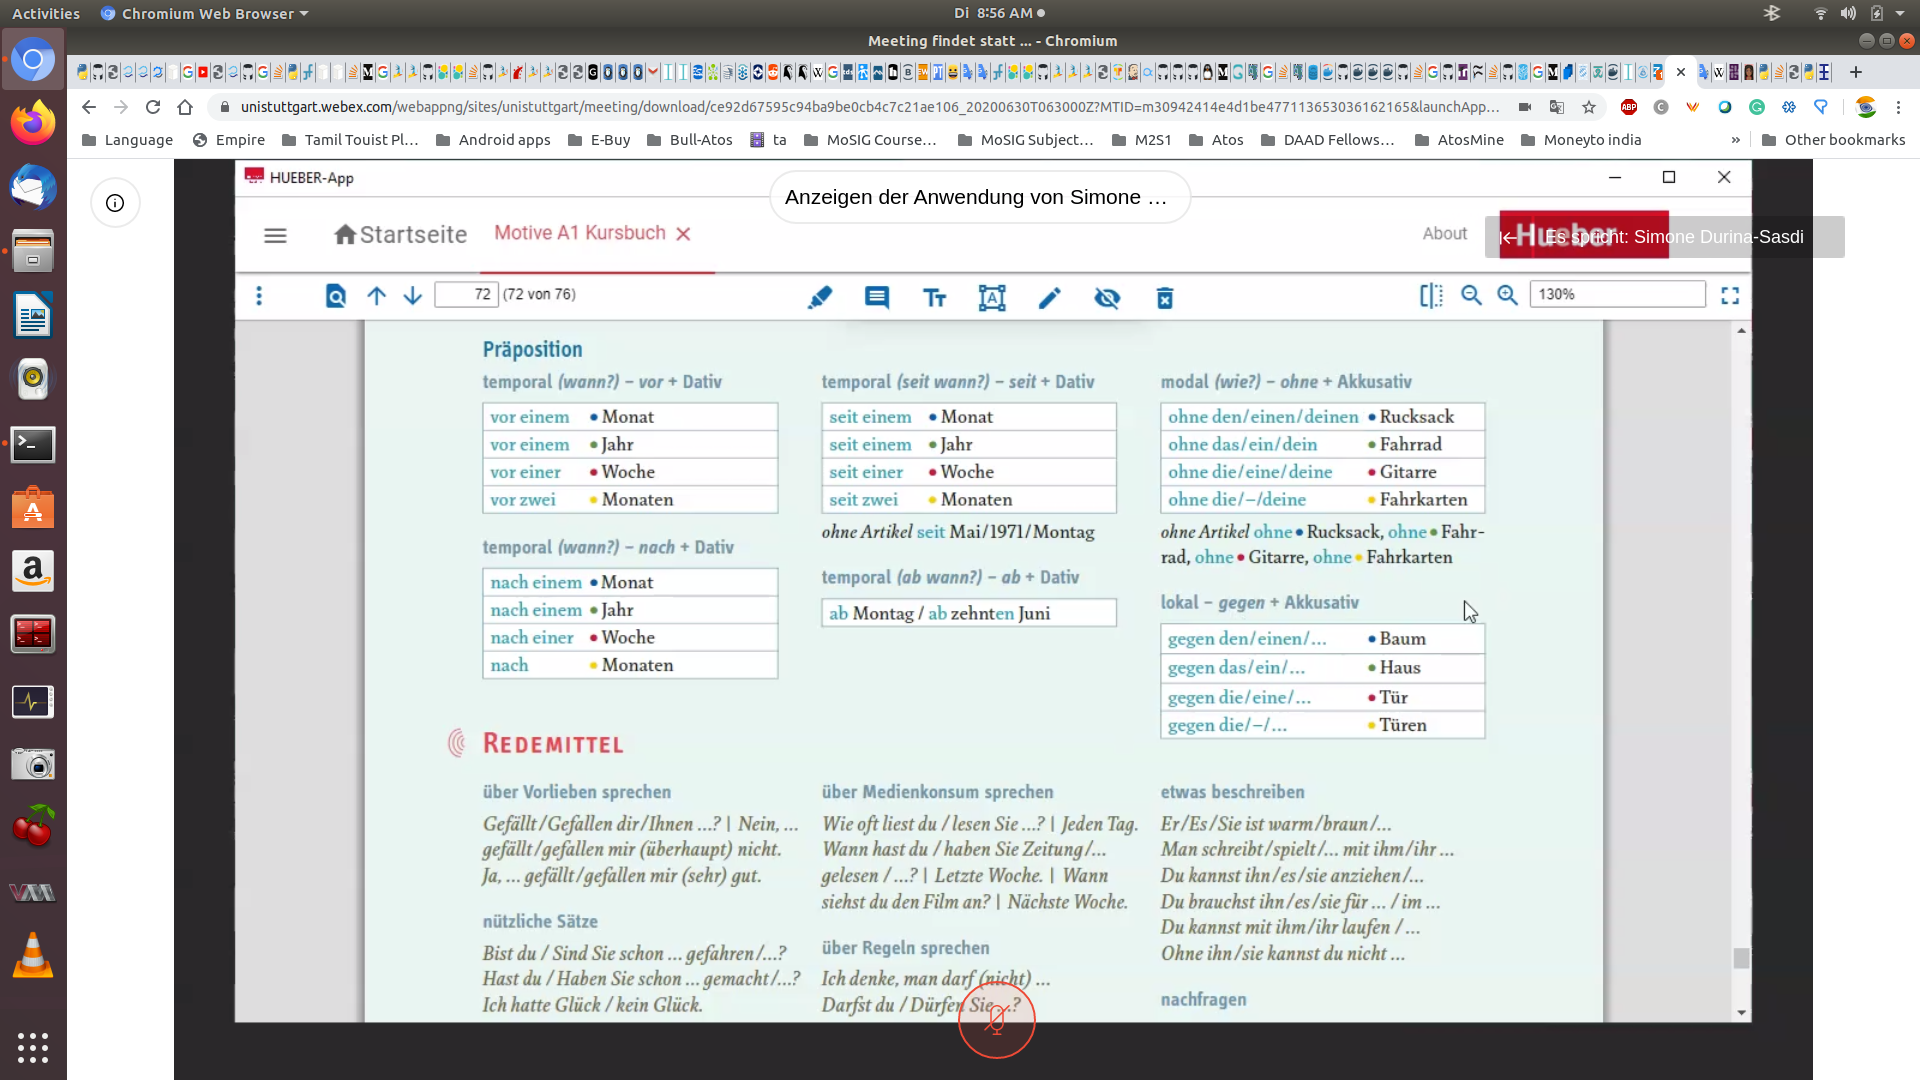 Activities
Chromium Web Browser
Di 8:56 AM
Meeting findet statt ... - Chromium
unistuttgart.webex.com/webappng/sites/unistuttgart/meeting/download/ce92d67595c94ba9be0cb4c7c21ae106_20200630T063000Z?MTID=m30942414e4d1be477113653036162165&launchApp...
Language
Empire
Tamil Touist Pl...
Android apps
E-Buy
Bull-Atos
ta
MoSIG Course...
MoSIG Subject...
M2S1
Atos
DAAD Fellows...
AtosMine
Moneyto india
»
Other bookmarks
HUEBER-App
Anzeigen der Anwendung von Simone ...
Startseite
Motive A1 Kursbuch
About
Hueber
Es spricht: Simone Durina-Sasdi
72
(72 von 76)
130%
Präposition
temporal (wann?) – vor + Dativ
vor einem • Monat
vor einem • Jahr
vor einer • Woche
vor zwei • Monaten
temporal (wann?) – nach + Dativ
nach einem • Monat
nach einem • Jahr
nach einer • Woche
nach • Monaten
temporal (seit wann?) – seit + Dativ
seit einem • Monat
seit einem • Jahr
seit einer • Woche
seit zwei • Monaten
ohne Artikel seit Mai/1971/Montag
temporal (ab wann?) – ab + Dativ
ab Montag / ab zehnten Juni
modal (wie?) – ohne + Akkusativ
ohne den/einen/deinen • Rucksack
ohne das/ein/dein • Fahrrad
ohne die/eine/deine • Gitarre
ohne die/–/deine • Fahrkarten
ohne Artikel ohne • Rucksack, ohne • Fahr-
rad, ohne • Gitarre, ohne • Fahrkarten
lokal – gegen + Akkusativ
gegen den/einen/... • Baum
gegen das/ein/... • Haus
gegen die/eine/... • Tür
gegen die/–/... • Türen
REDEMITTEL
über Vorlieben sprechen
Gefällt/Gefallen dir/Ihnen ...? | Nein, ...
gefällt/gefallen mir (überhaupt) nicht.
Ja, ... gefällt/gefallen mir (sehr) gut.
nützliche Sätze
Bist du / Sind Sie schon ... gefahren/...?
Hast du / Haben Sie schon ... gemacht/...?
Ich hatte Glück / kein Glück.
über Medienkonsum sprechen
Wie oft liest du / lesen Sie ...? | Jeden Tag.
Wann hast du / haben Sie Zeitung/...
gelesen / ...? | Letzte Woche. | Wann
siehst du den Film an? | Nächste Woche.
über Regeln sprechen
Ich denke, man darf (nicht) ...
Darfst du / Dürfen Sie ...?
etwas beschreiben
Er/Es/Sie ist warm/braun/...
Man schreibt/spielt/... mit ihm/ihr ...
Du kannst ihn/es/sie anziehen/...
Du brauchst ihn/es/sie für ... / im ...
Du kannst mit ihm/ihr laufen / ...
Ohne ihn/sie kannst du nicht ...
nachfragen